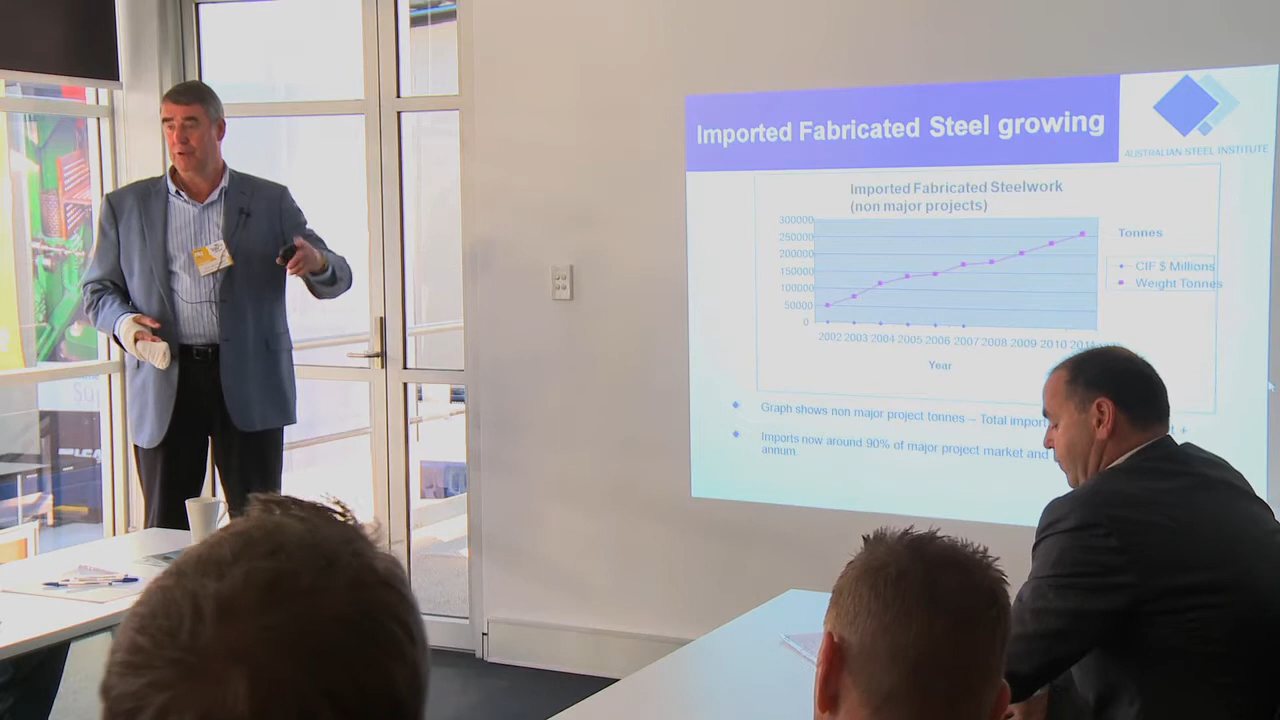 Imported Fabricated Steel growing
AUSTRALIAN STEEL INSTITUTE
Imported Fabricated Steelwork
(non major projects)
300000
250000
200000
150000
100000
50000
0
2002 2003 2004 2005 2006 2007 2008 2009 2010 2011
Year
Tonnes
CIF $ Millions
Weight Tonnes
Graph shows non major project tonnes – Total import
+
Imports now around 90% of major project market and
annum.